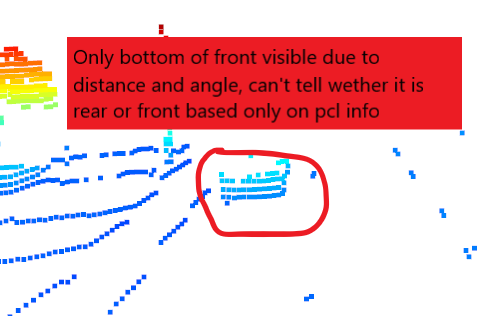 Only bottom of front visible due to
distance and angle, can't tell wether it is
rear or front based only on pcl info